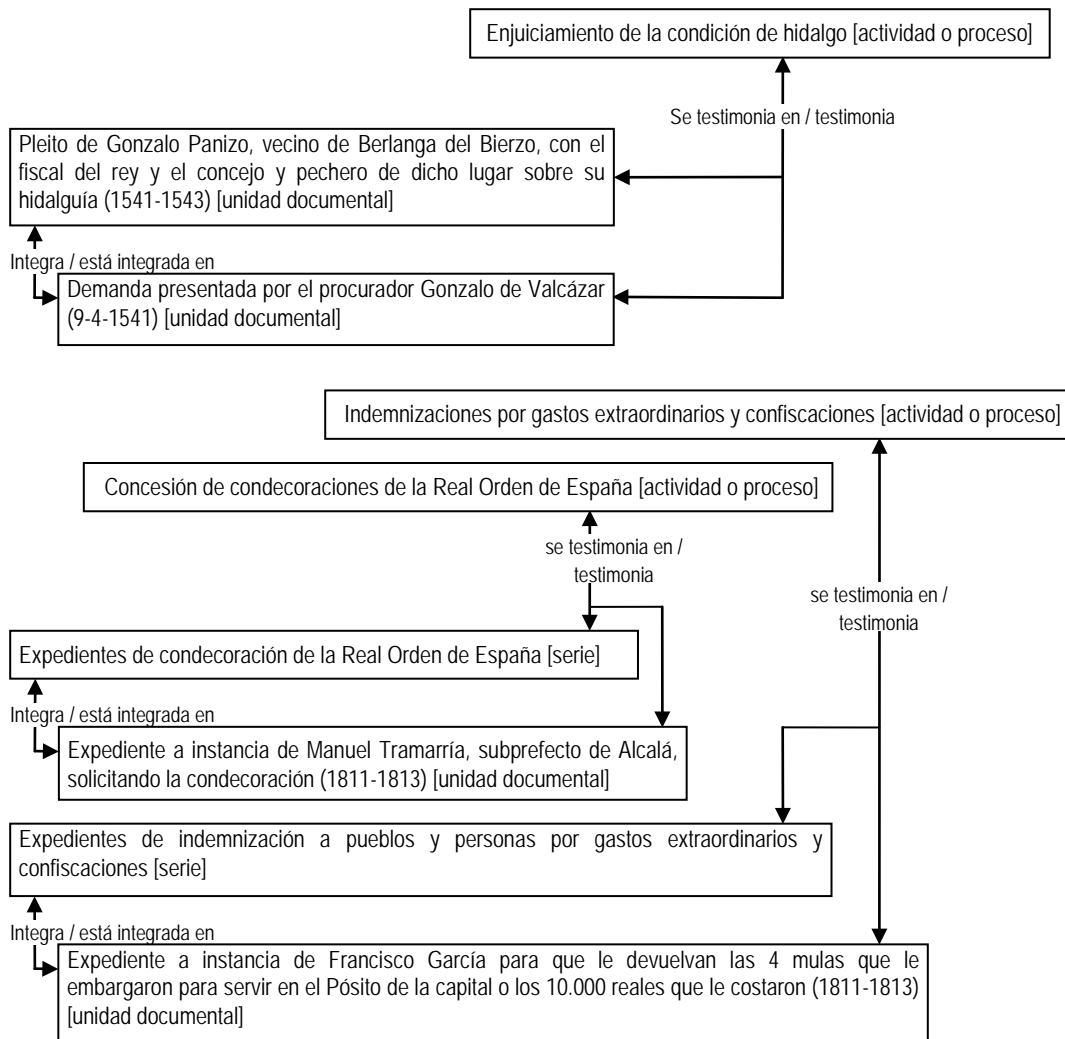 Enjuiciamiento de la condición de hidalgo [actividad o proceso]
Se testimonia en / testimonia
Pleito de Gonzalo Panizo, vecino de Berlanga del Bierzo, con el
fiscal del rey y el concejo y pechero de dicho lugar sobre su
hidalguía (1541-1543) [unidad documental]
Integra / está integrada en
Demanda presentada por el procurador Gonzalo de Valcázar
(9-4-1541) [unidad documental]
Indemnizaciones por gastos extraordinarios y confiscaciones [actividad o proceso]
Concesión de condecoraciones de la Real Orden de España [actividad o proceso]
se testimonia en /
testimonia
se testimonia en /
testimonia
Expedientes de condecoración de la Real Orden de España [serie]
Integra / está integrada en
Expediente a instancia de Manuel Tramarría, subprefecto de Alcalá,
solicitando la condecoración (1811-1813) [unidad documental]
Expedientes de indemnización a pueblos y personas por gastos extraordinarios y
confiscaciones [serie]
Integra / está integrada en
Expediente a instancia de Francisco García para que le devuelvan las 4 mulas que le
embargaron para servir en el Pósito de la capital o los 10.000 reales que le costaron (1811-1813)
[unidad documental]